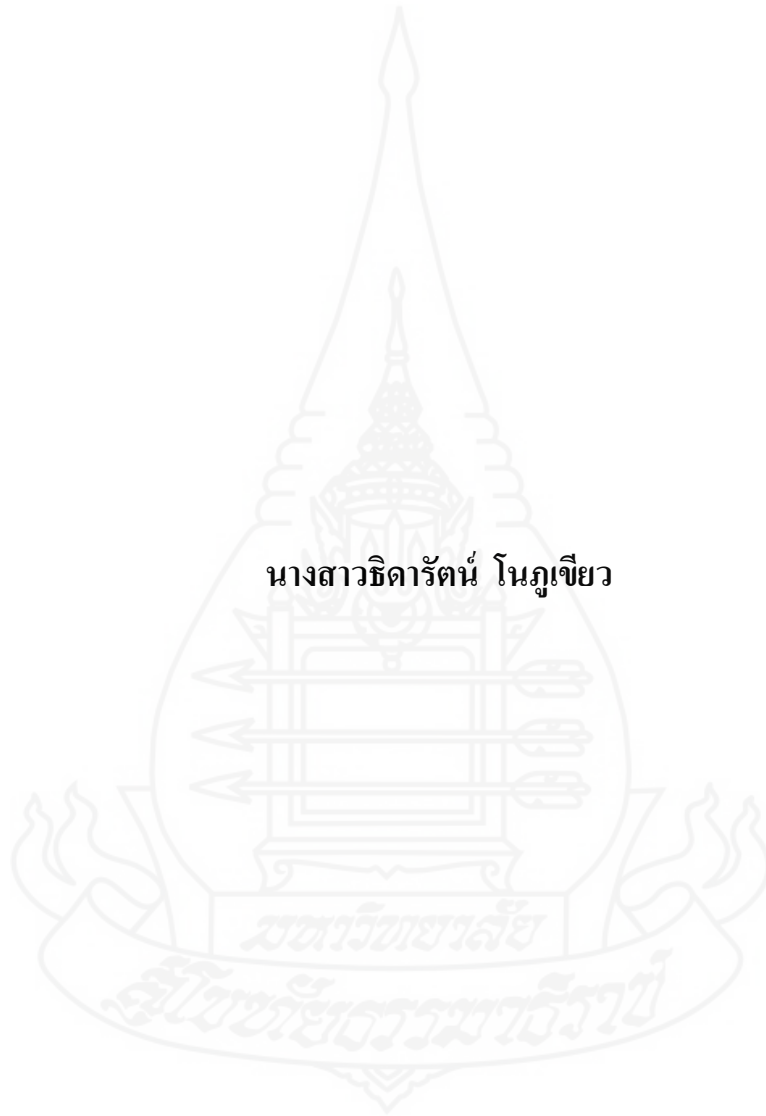 นางสาวธิดารัตน์ โนภูเขียว
มหาวิทยาลัย
สุโขทัยธรรมาธิราช